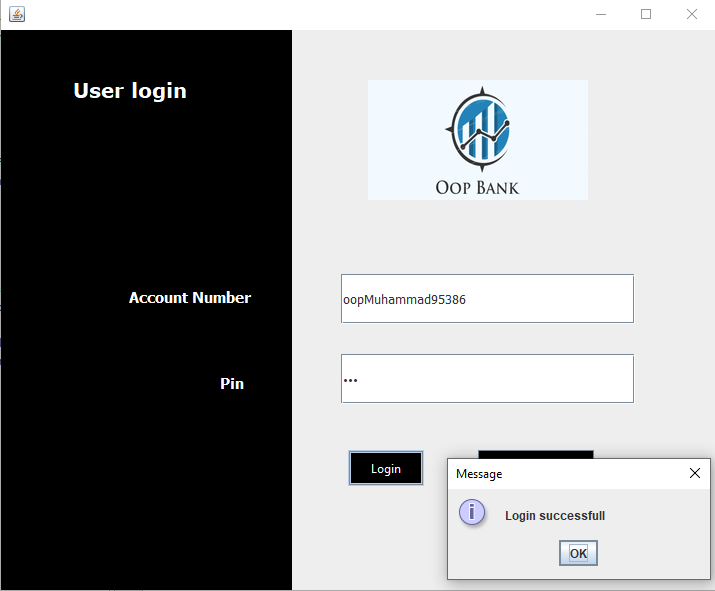 User login
OOP BANK
Account Number
oopMuhammad95386
Pin
•••
Login
Message
Login successfull
OK